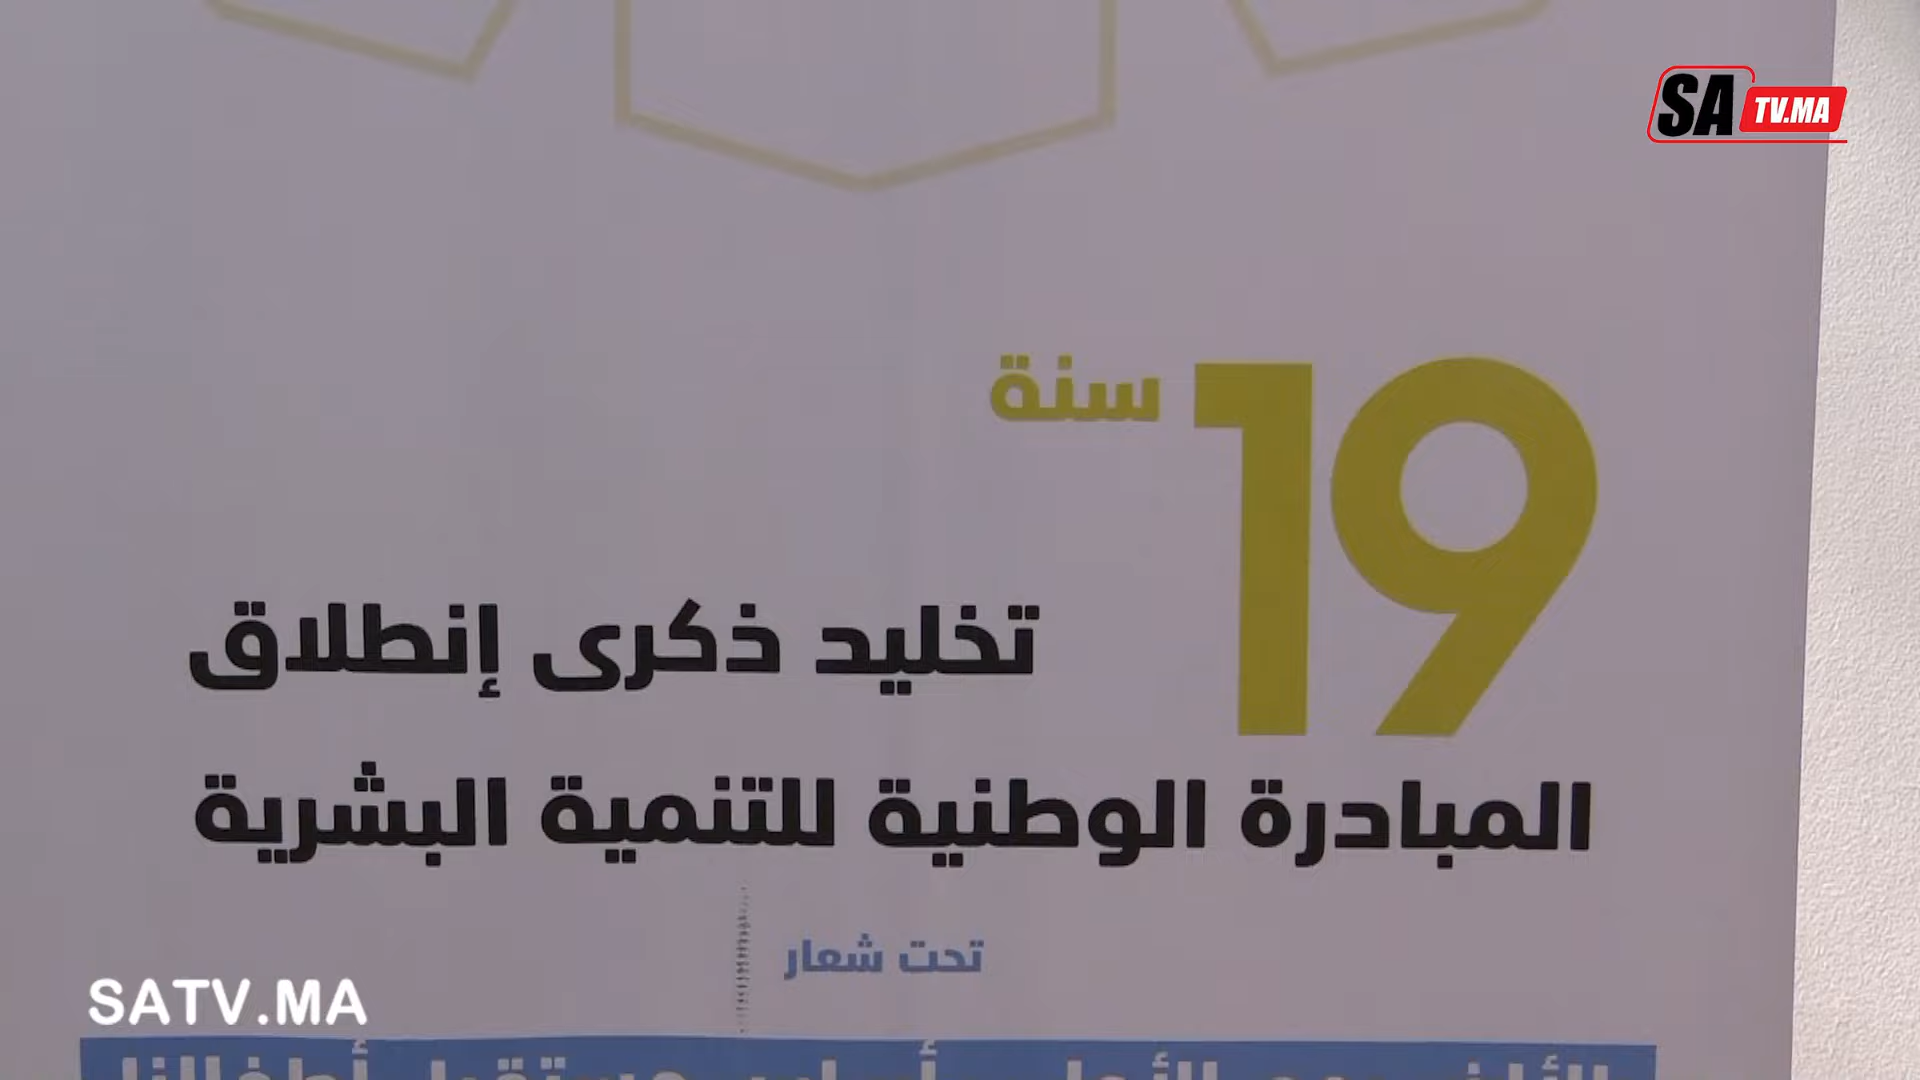 SA TV.MA
19 سنة
تخليد ذكرى إنطلاق
المبادرة الوطنية للتنمية البشرية
تحت شعار
SATV.MA